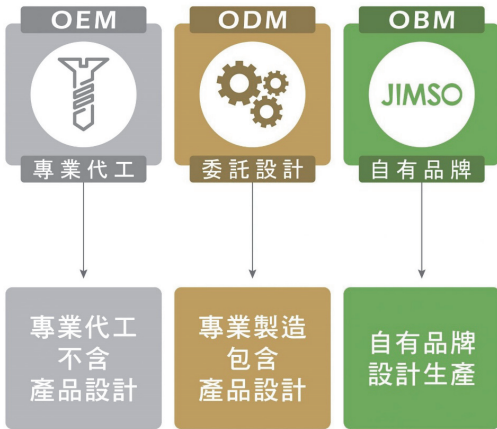 OEM
專業代工
專業代工
不含
產品設計
ODM
委託設計
專業製造
包含
產品設計
OBM
JIMSO
自有品牌
自有品牌
設計生產